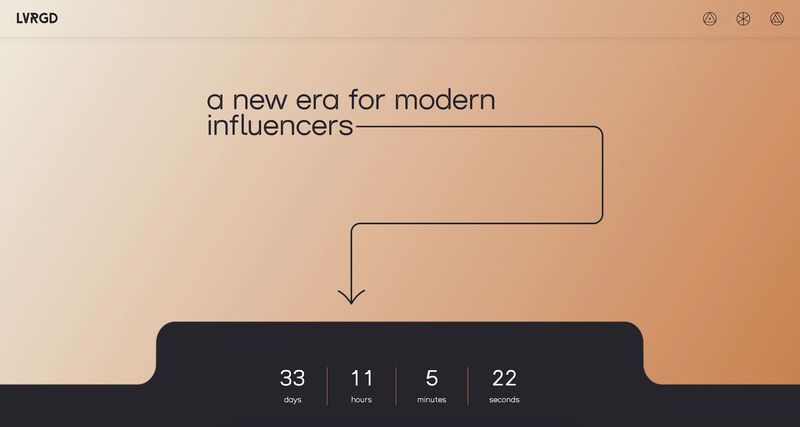 LVRGD
a new era for modern
influencers
33 11 5 22
days hours minutes seconds